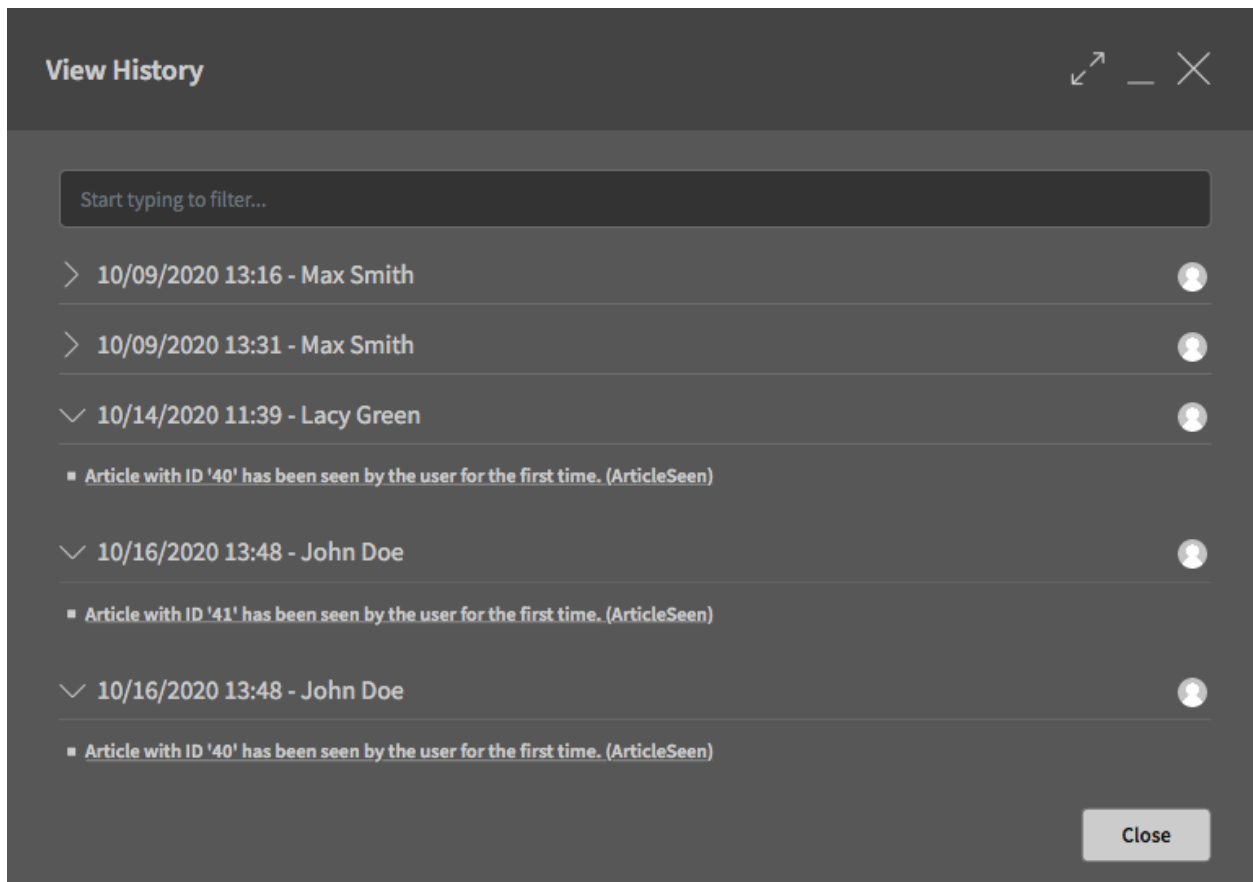 View History
Start typing to filter...
10/09/2020 13:16 - Max Smith
10/09/2020 13:31 - Max Smith
10/14/2020 11:39 - Lacy Green
Article with ID '40' has been seen by the user for the first time. (ArticleSeen)
10/16/2020 13:48 - John Doe
Article with ID '41' has been seen by the user for the first time. (ArticleSeen)
10/16/2020 13:48 - John Doe
Article with ID '40' has been seen by the user for the first time. (ArticleSeen)
Close